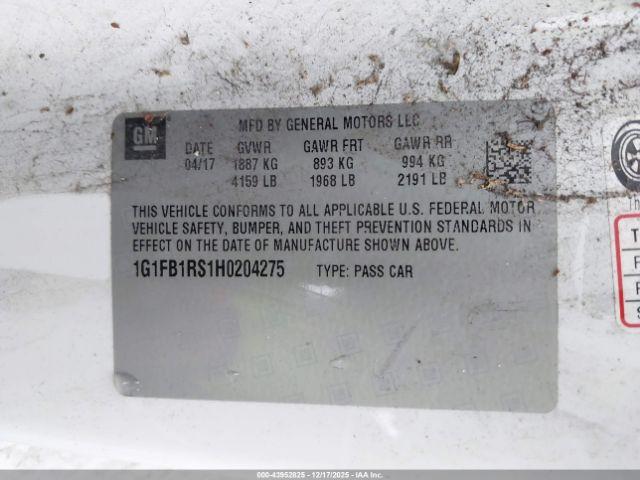 GM
MFD BY GENERAL MOTORS LLC
DATE GVWR GAWR FRT GAWR RR
04/17 1887 KG 893 KG 994 KG
4159 LB 1968 LB 2191 LB
THIS VEHICLE CONFORMS TO ALL APPLICABLE U.S. FEDERAL MOTOR
VEHICLE SAFETY, BUMPER, AND THEFT PREVENTION STANDARDS IN
EFFECT ON THE DATE OF MANUFACTURE SHOWN ABOVE.
1G1FB1RS1H0204275 TYPE: PASS CAR
Th
T
F
F
S
000-43952825 - 12/17/2025 - IAAI.COM